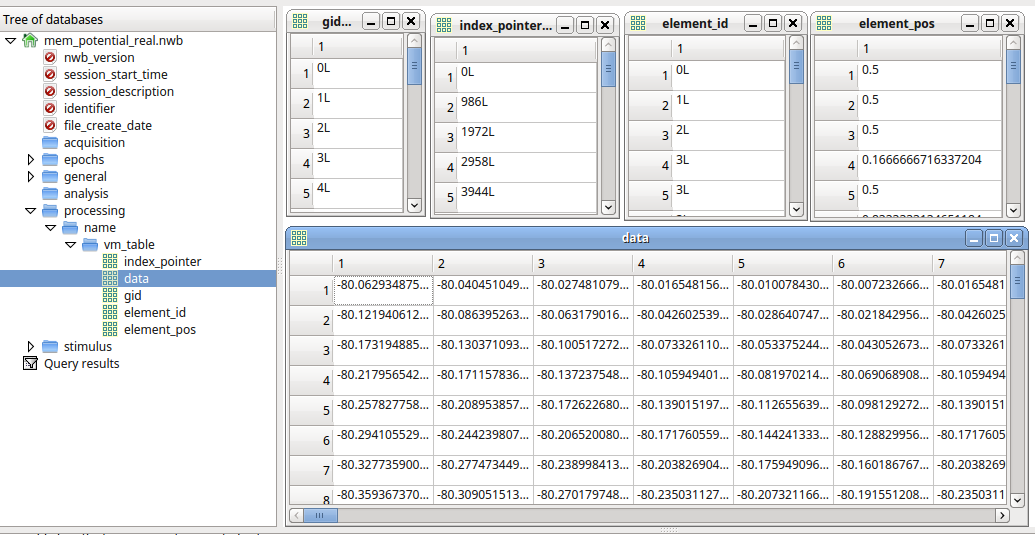 Tree of databases
mem_potential_real.nwb
nwb_version
session_start_time
session_description
identifier
file_create_date
acquisition
epochs
general
analysis
processing
name
vm_table
index_pointer
data
gid
element_id
element_pos
stimulus
Query results
gid...
1
1 0L
2 1L
3 2L
4 3L
5 4L
index_pointer...
1
1 0L
2 986L
3 1972L
4 2958L
5 3944L
element_id
1
1 0L
2 1L
3 2L
4 3L
5 3L
element_pos
1
1 0.5
2 0.5
3 0.5
4 0.1666666716337204
5 0.5
data
1 2 3 4 5 6 7
1 -80.062934875... -80.040451049... -80.027481079... -80.016548156... -80.010078430... -80.007232666... -80.0165481
2 -80.121940612... -80.086395263... -80.063179016... -80.042602539... -80.028640747... -80.021842956... -80.0426025
3 -80.173194885... -80.130371093... -80.100517272... -80.073326110... -80.053375244... -80.043052673... -80.0733261
4 -80.217956542... -80.171157836... -80.137237548... -80.105949401... -80.081970214... -80.069068908... -80.1059494
5 -80.257827758... -80.208953857... -80.172622680... -80.139015197... -80.112655639... -80.098129272... -80.1390151
6 -80.294105529... -80.244239807... -80.206520080... -80.171760559... -80.144241333... -80.128829956... -80.1717605
7 -80.327735900... -80.277473449... -80.238998413... -80.203826904... -80.175949096... -80.160186767... -80.2038269
8 -80.359367370... -80.309051513... -80.270179748... -80.235031127... -80.207321166... -80.191551208... -80.2350311